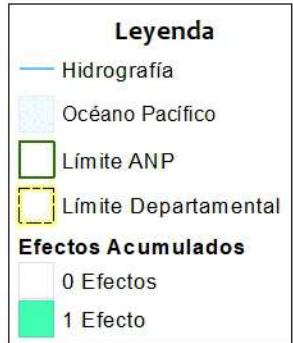 Leyenda
Hidrografía
Océano Pacífico
Límite ANP
Límite Departamental
Efectos Acumulados
0 Efectos
1 Efecto